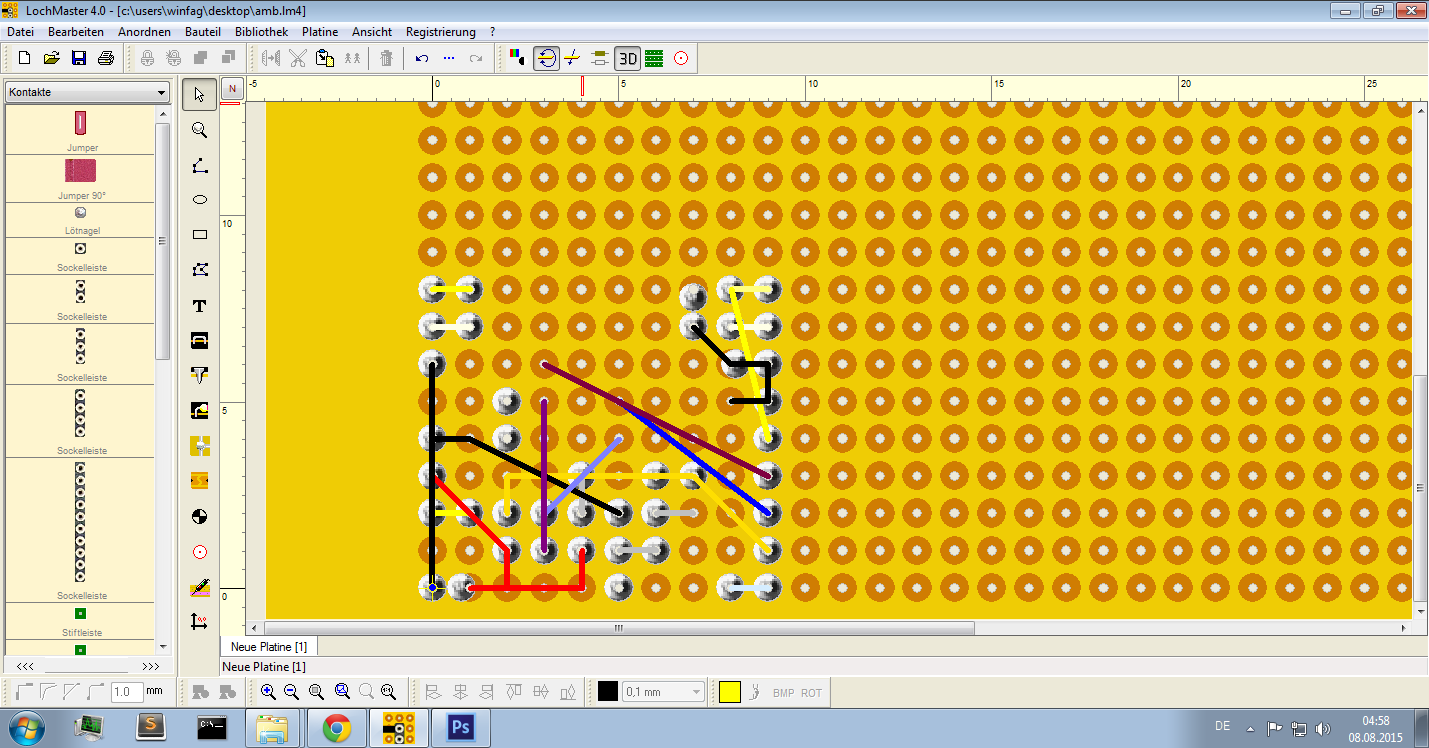 LochMaster 4.0 - [c:\users\winfag\desktop\amb.lm4]
Datei Bearbeiten Anordnen Bauteil Bibliothek Platine Ansicht Registrierung ?
3D
Kontakte
N
-5 0 5 10 15 20 25
Jumper
Jumper 90°
Lötnagel
Sockelleiste
Sockelleiste
Sockelleiste
Sockelleiste
Sockelleiste
Stiftleiste
T
10
5
0
<<< >>>
Neue Platine [1]
Neue Platine [1]
1.0 mm
0,1 mm
BMP ROT
S
C:\
Ps
DE
04:58
08.08.2015